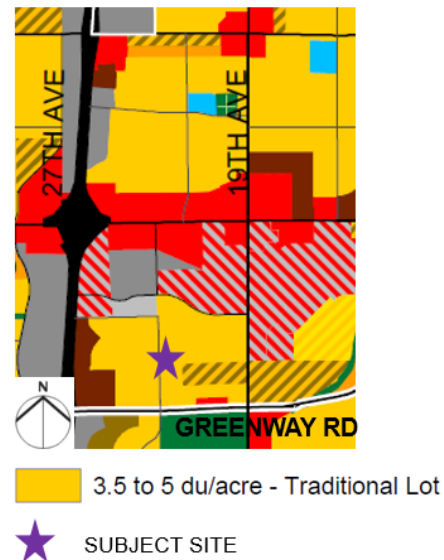 27TH AVE
19TH AVE
N
GREENWAY RD
3.5 to 5 du/acre - Traditional Lot
SUBJECT SITE